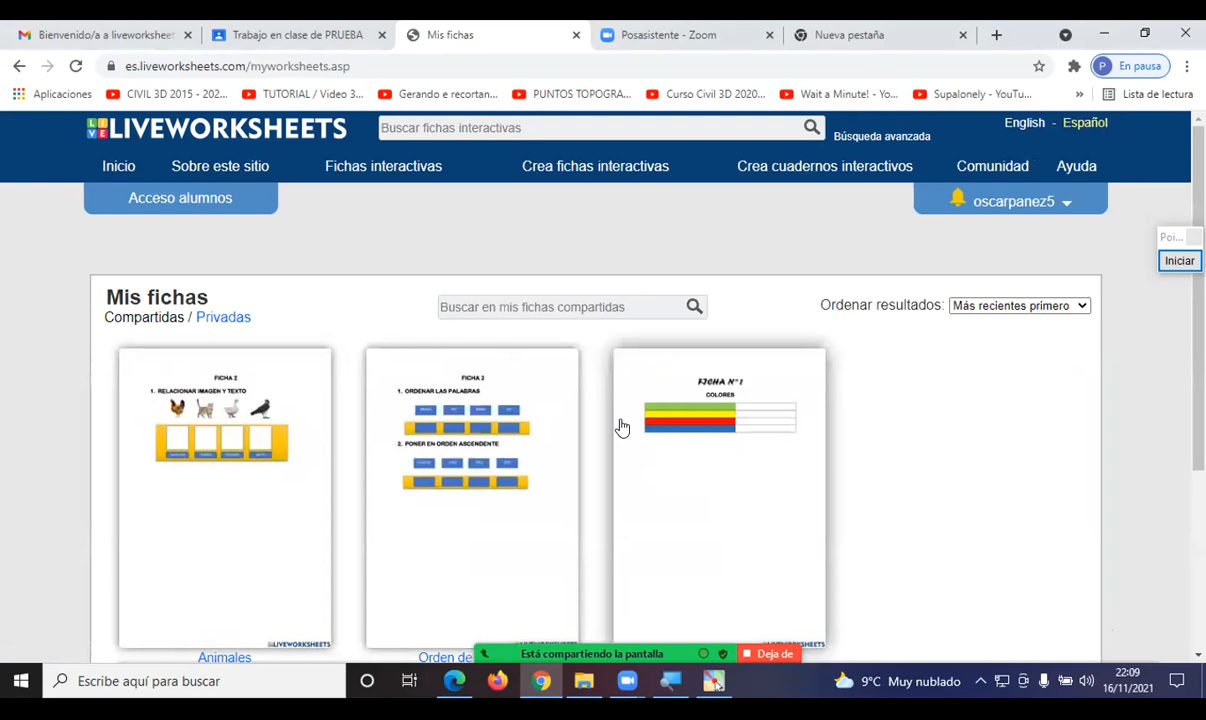 Bienvenido/a a liveworksheet
Trabajo en clase de PRUEBA
Mis fichas
Posasistente - Zoom
Nueva pestaña
es.liveworksheets.com/myworksheets.asp
P En pausa
Aplicaciones
CIVIL 3D 2015 - 202...
TUTORIAL / Video 3...
Gerando e recortan...
PUNTOS TOPOGRA...
Curso Civil 3D 2020...
Wait a Minute! - Yo...
Supalonely - YouTu...
»
Lista de lectura
LIVE LIVEWORKSHEETS
Buscar fichas interactivas
Búsqueda avanzada
English - Español
Inicio
Sobre este sitio
Fichas interactivas
Crea fichas interactivas
Crea cuadernos interactivos
Comunidad
Ayuda
Acceso alumnos
oscarpanez5
Poi...
Iniciar
Mis fichas
Compartidas / Privadas
Buscar en mis fichas compartidas
Ordenar resultados: Más recientes primero
FICHA 2
1. RELACIONAR IMAGEN Y TEXTO
LIVEWORKSHEETS
Animales
FICHA 2
1. ORDENAR LAS PALABRAS
2. PONER EN ORDEN ASCENDENTE
LIVEWORKSHEETS
Orden de
FICHA N°1
COLORES
LIVEWORKSHEETS
Está compartiendo la pantalla
Deja de
Escribe aquí para buscar
9°C Muy nublado
22:09
16/11/2021